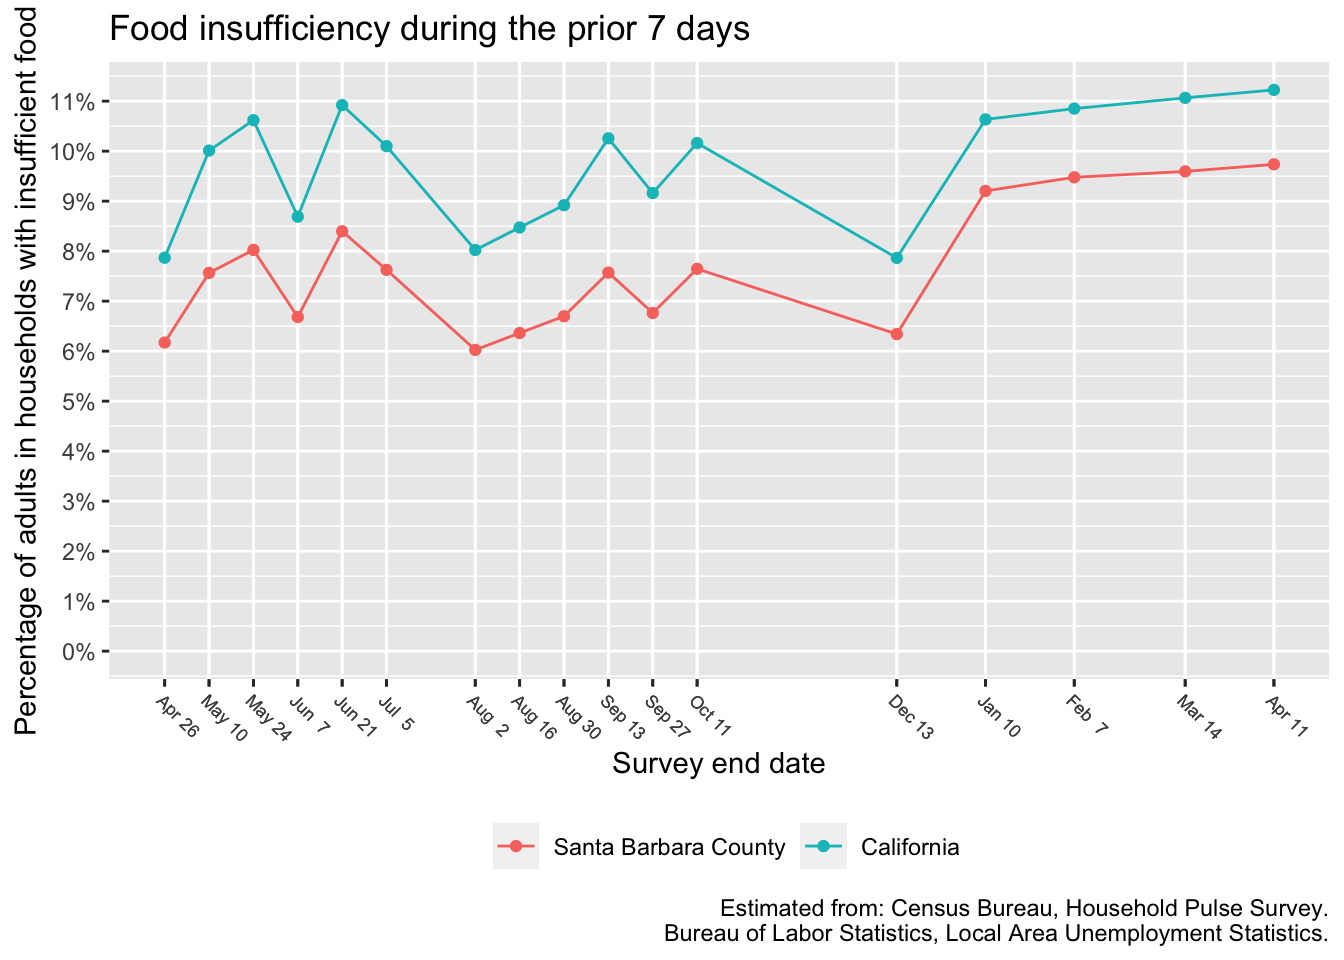 Food insufficiency during the prior 7 days
Percentage of adults in households with insufficient food
11%
10%
9%
8%
7%
6%
5%
4%
3%
2%
1%
0%
Apr 26
May 10
May 24
Jun 7
Jun 21
Jul 5
Aug 2
Aug 16
Aug 30
Sep 13
Sep 27
Oct 11
Dec 13
Jan 10
Feb 7
Mar 14
Apr 11
Survey end date
Santa Barbara County
California
Estimated from: Census Bureau, Household Pulse Survey.
Bureau of Labor Statistics, Local Area Unemployment Statistics.